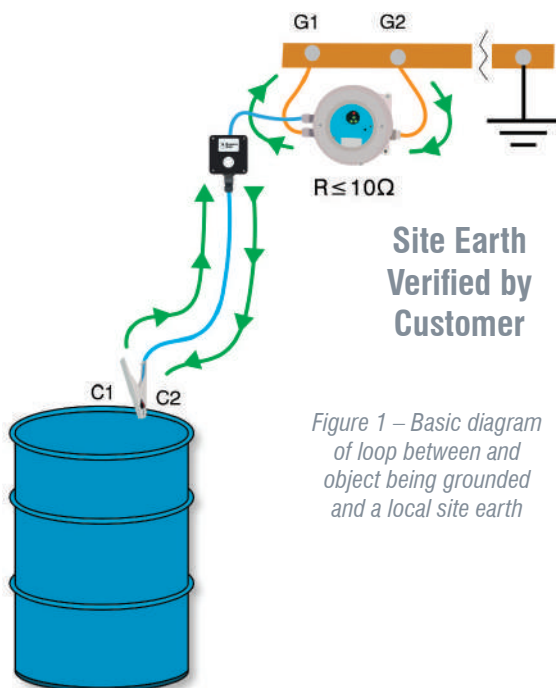 G1 G2
R ≤ 10Ω
Site Earth
Verified by
Customer
C1 C2
Figure 1 – Basic diagram
of loop between and
object being grounded
and a local site earth